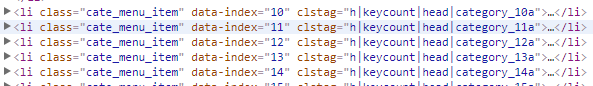 ▶<li class="cate_menu_item" data-index="10" clstag="h|keycount|head|category_10a">…</li>
▶<li class="cate_menu_item" data-index="11" clstag="h|keycount|head|category_11a">…</li>
▶<li class="cate_menu_item" data-index="12" clstag="h|keycount|head|category_12a">…</li>
▶<li class="cate_menu_item" data-index="13" clstag="h|keycount|head|category_13a">…</li>
▶<li class="cate_menu_item" data-index="14" clstag="h|keycount|head|category_14a">…</li>